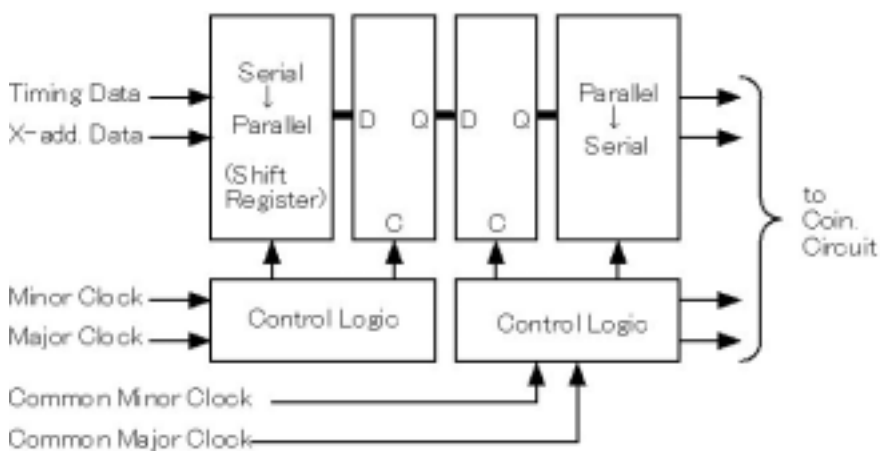 Timing Data
X-add. Data
Serial
↓
Parallel
(Shift
Register)
D
Q
C
D
Q
C
Parallel
↓
Serial
to
Coin.
Circuit
Minor Clock
Major Clock
Control Logic
Control Logic
Common Minor Clock
Common Major Clock